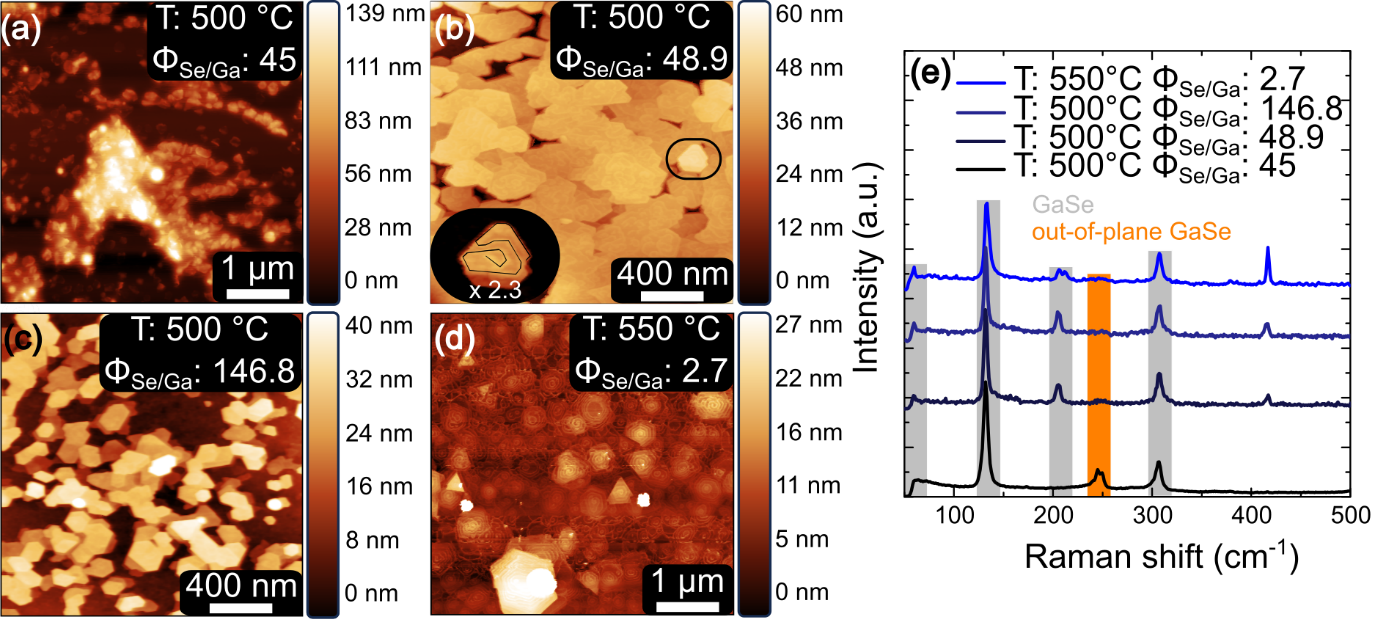 (a)
T: 500 °C
ΦSe/Ga: 45
1 µm
139 nm
111 nm
83 nm
56 nm
28 nm
0 nm
(b)
T: 500 °C
ΦSe/Ga: 48.9
x 2.3
400 nm
60 nm
48 nm
36 nm
24 nm
12 nm
0 nm
(c)
T: 500 °C
ΦSe/Ga: 146.8
400 nm
40 nm
32 nm
24 nm
16 nm
8 nm
0 nm
(d)
T: 550 °C
ΦSe/Ga: 2.7
1 µm
27 nm
22 nm
16 nm
11 nm
5 nm
0 nm
(e)
T: 550°C ΦSe/Ga: 2.7
T: 500°C ΦSe/Ga: 146.8
T: 500°C ΦSe/Ga: 48.9
T: 500°C ΦSe/Ga: 45
GaSe
out-of-plane GaSe
Intensity (a.u.)
100 200 300 400 500
Raman shift (cm-1)